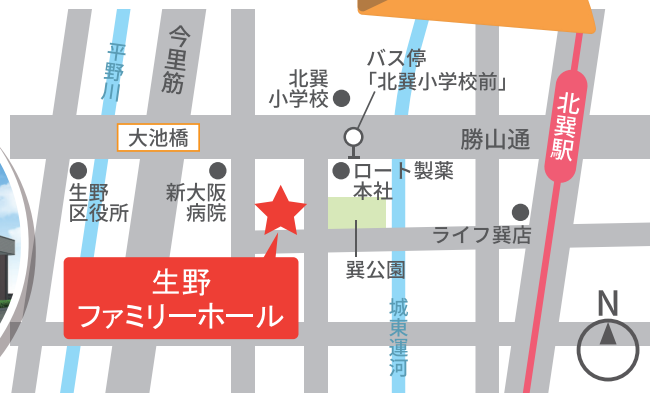 平野川
今里筋
北巽
小学校
バス停
「北巽小学校前」
北巽駅
大池橋
勝山通
生野
区役所
新大阪
病院
ロート製薬
本社
ライフ巽店
巽公園
生野
ファミリーホール
城東運河
N